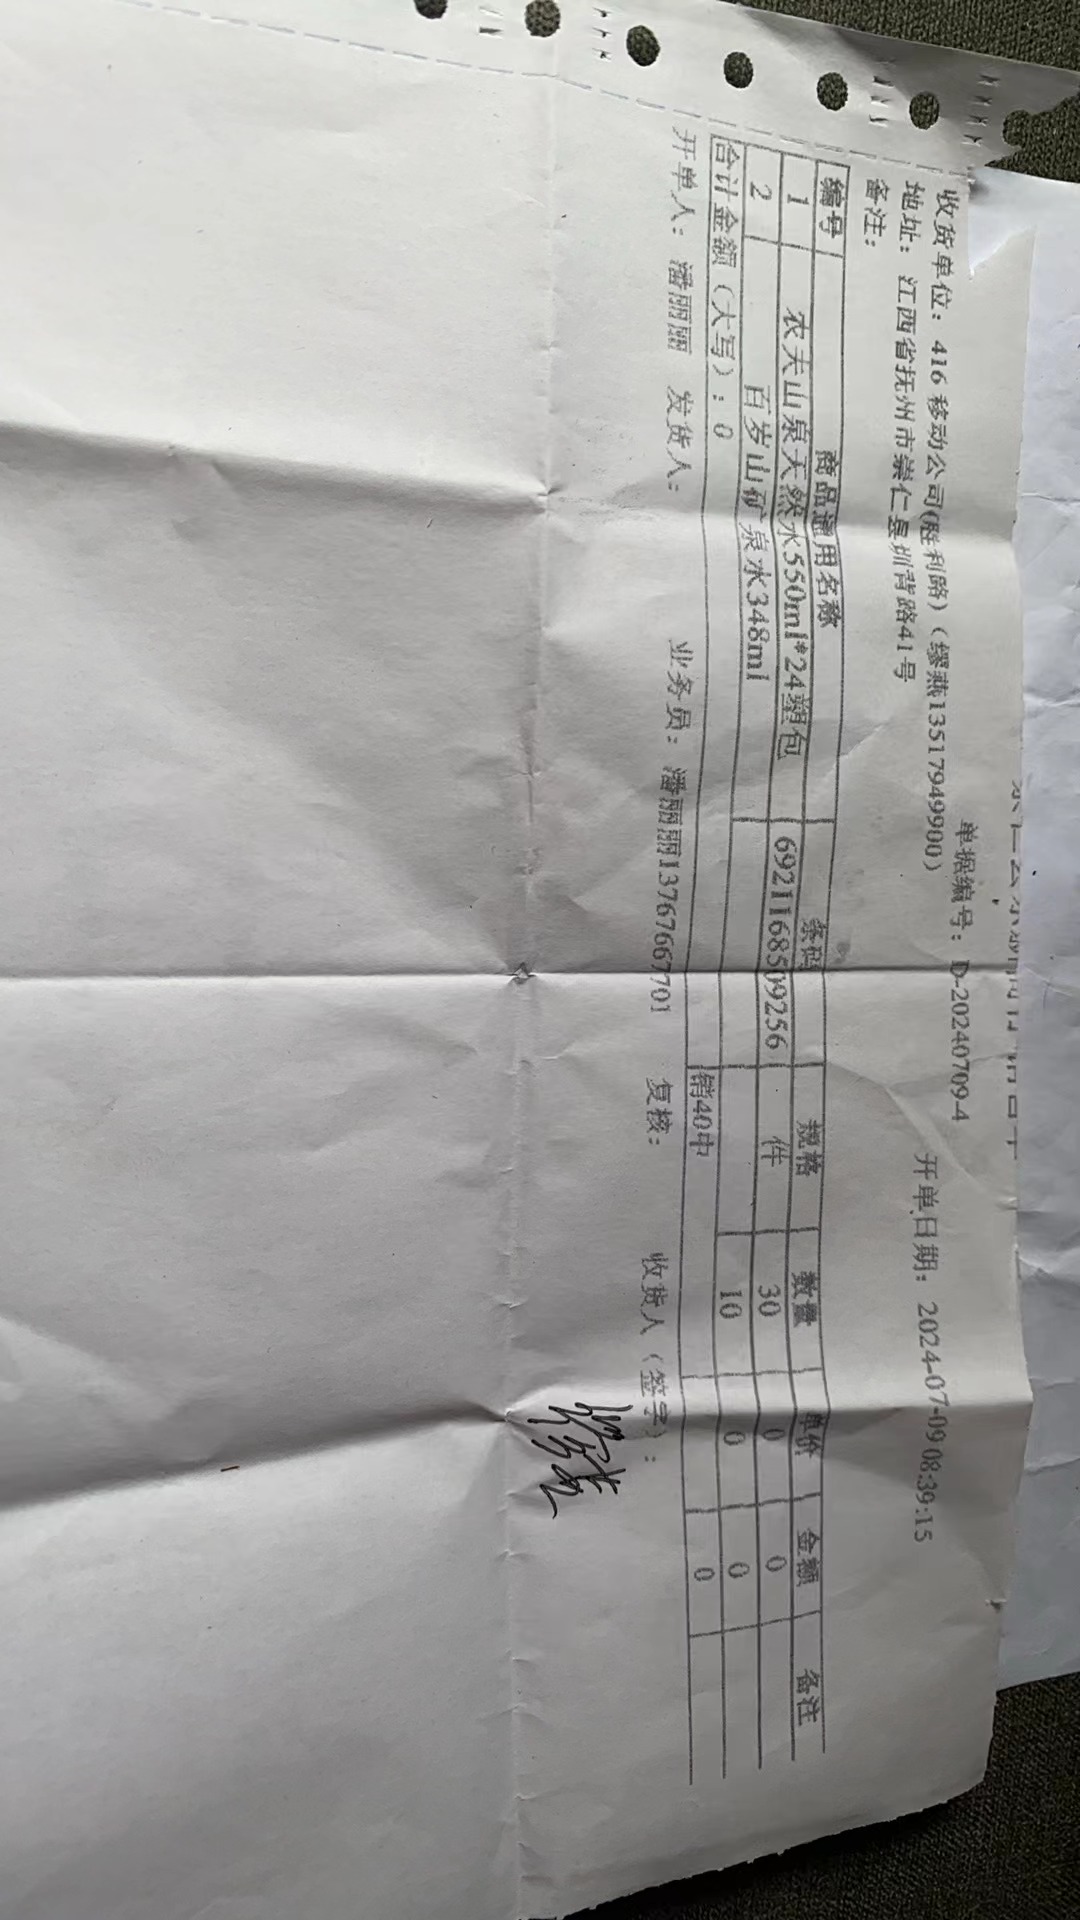 单据编号：D-20240709-4
收货单位：416移动公司(胜利路)(缪燕13517949900) 开单日期：2024-07-09 08:39:15
地址：江西省抚州市崇仁县圳背路41号
备注：
编号 商品通用名称 条码 规格 数量 单价 金额 备注
1 农夫山泉天然水550ml*24塑包 6921168509256 件 30 0 0
2 百岁山矿泉水348ml 10 0 0
合计金额(大写)：0 销40中 0
开单人：潘丽丽 发货人： 业务员：潘丽丽13767667701 复核： 收货人(签字)：
缪燕